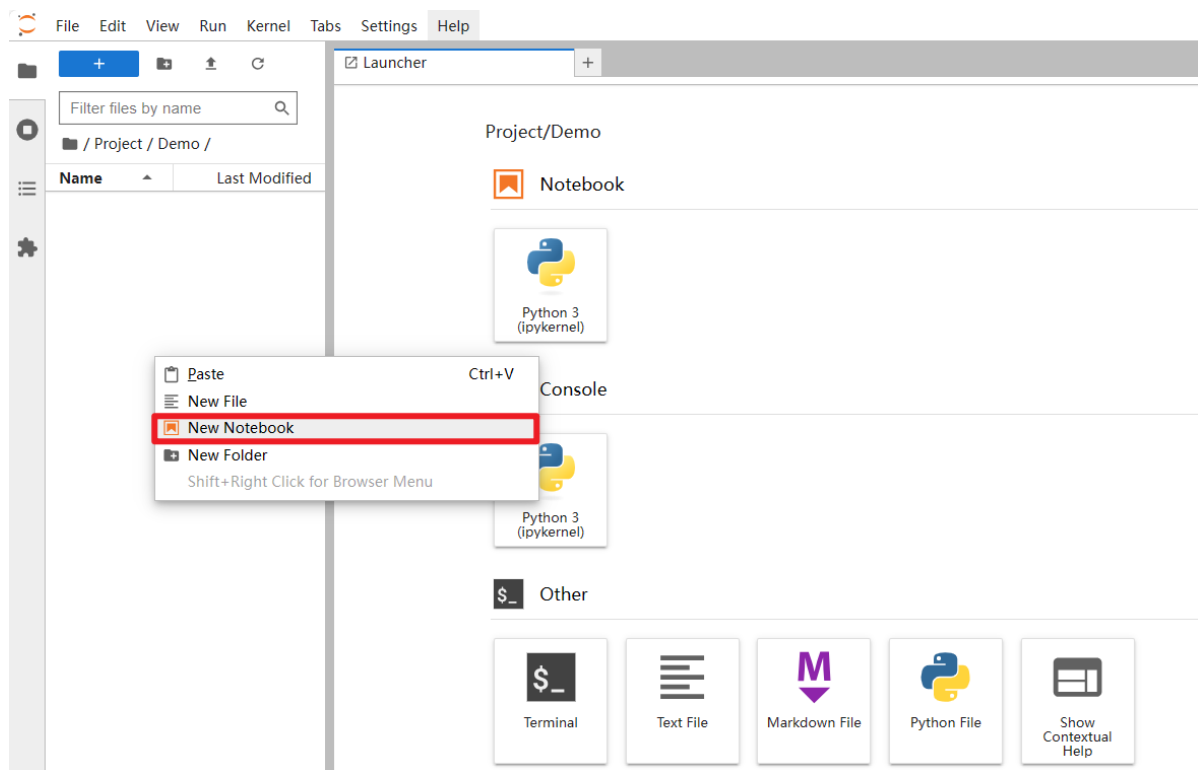 File Edit View Run Kernel Tabs Settings Help
+
Launcher
+
Filter files by name
/ Project / Demo /
Name Last Modified
Project/Demo
Notebook
Python 3
(ipykernel)
Paste Ctrl+V
New File
New Notebook
New Folder
Shift+Right Click for Browser Menu
Console
Python 3
(ipykernel)
$_ Other
$_
Terminal
Text File
M
Markdown File
Python File
Show
Contextual
Help